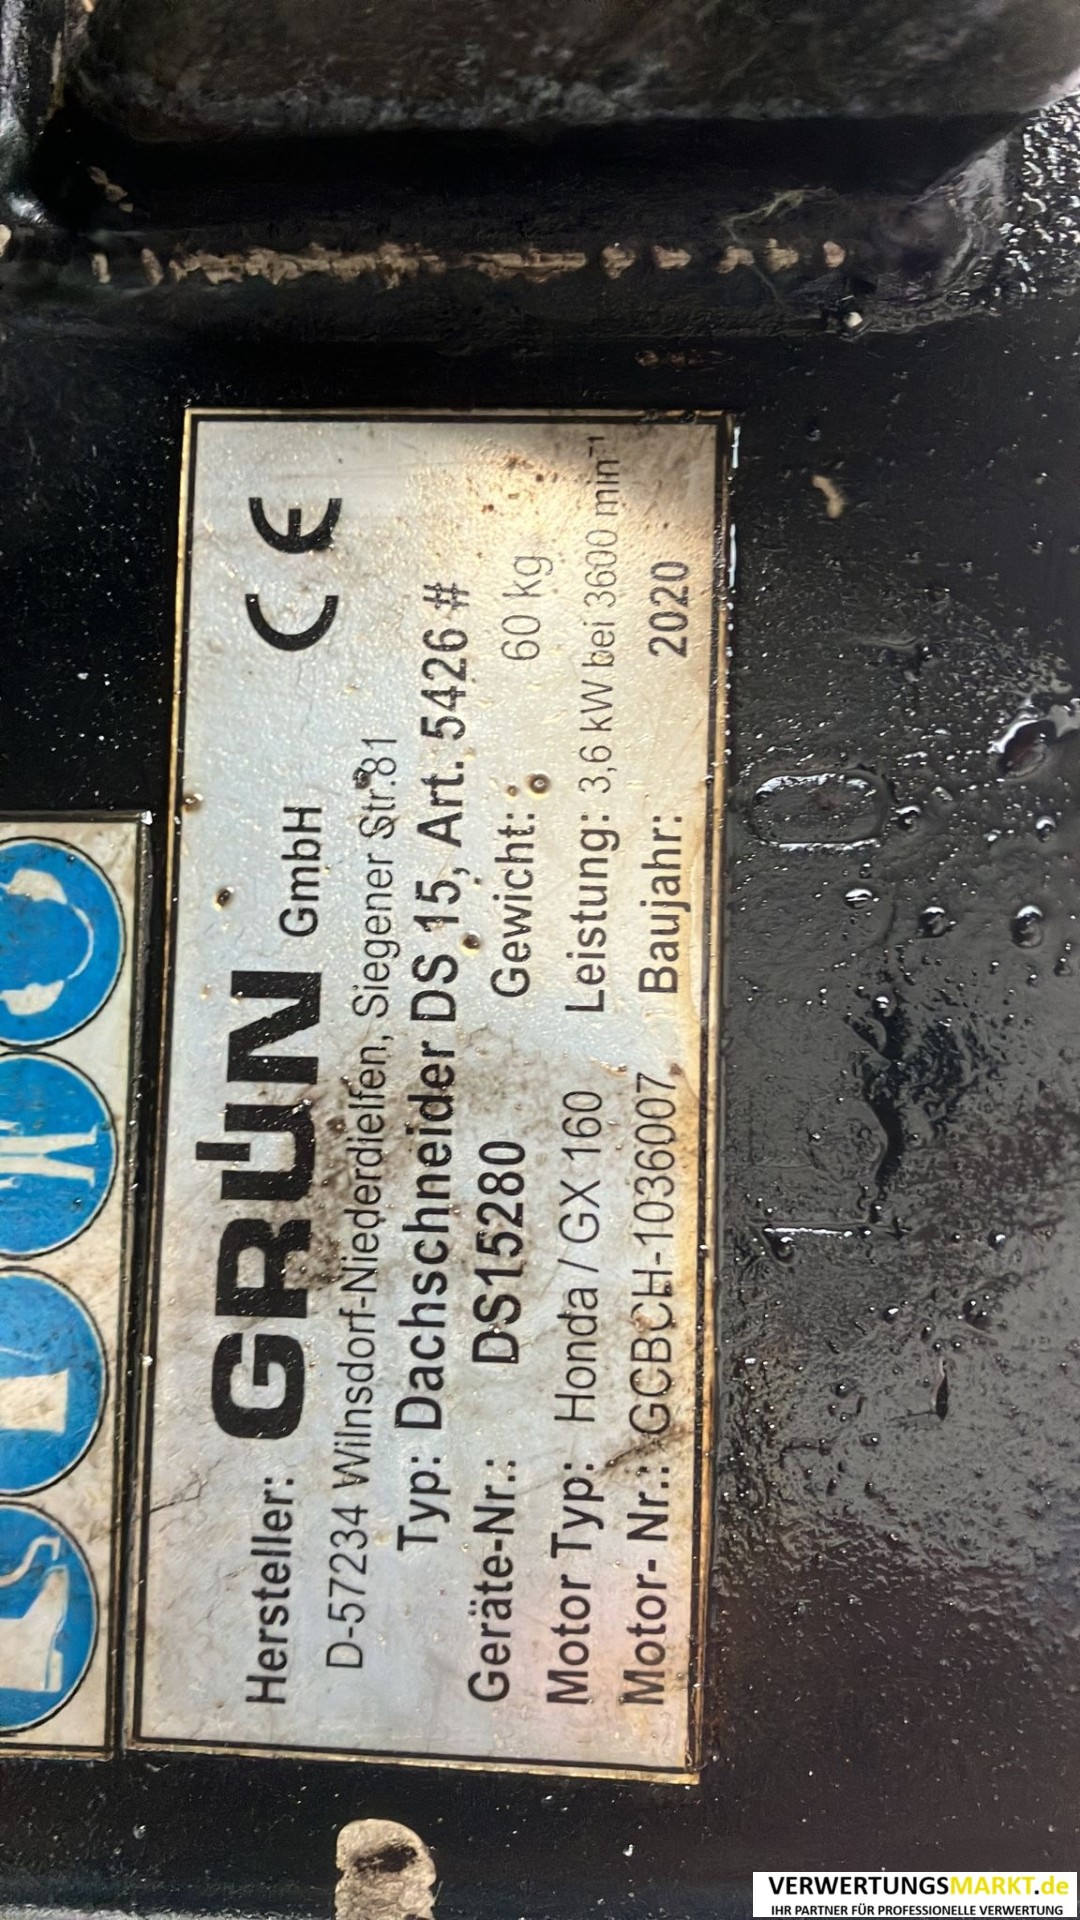 Hersteller: GRÜN GmbH CE
D-57234 Wilnsdorf-Niederdielfen, Siegener Str.81
Typ: Dachschneider DS 15, Art. 5426 #
Geräte-Nr.: DS15280 Gewicht: 60 kg
Motor Typ: Honda / GX 160 Leistung: 3,6 kW bei 3600 min⁻¹
Motor- Nr.: GCBCH-1036007 Baujahr: 2020
VERWERTUNGSMARKT.de
IHR PARTNER FÜR PROFESSIONELLE VERWERTUNG